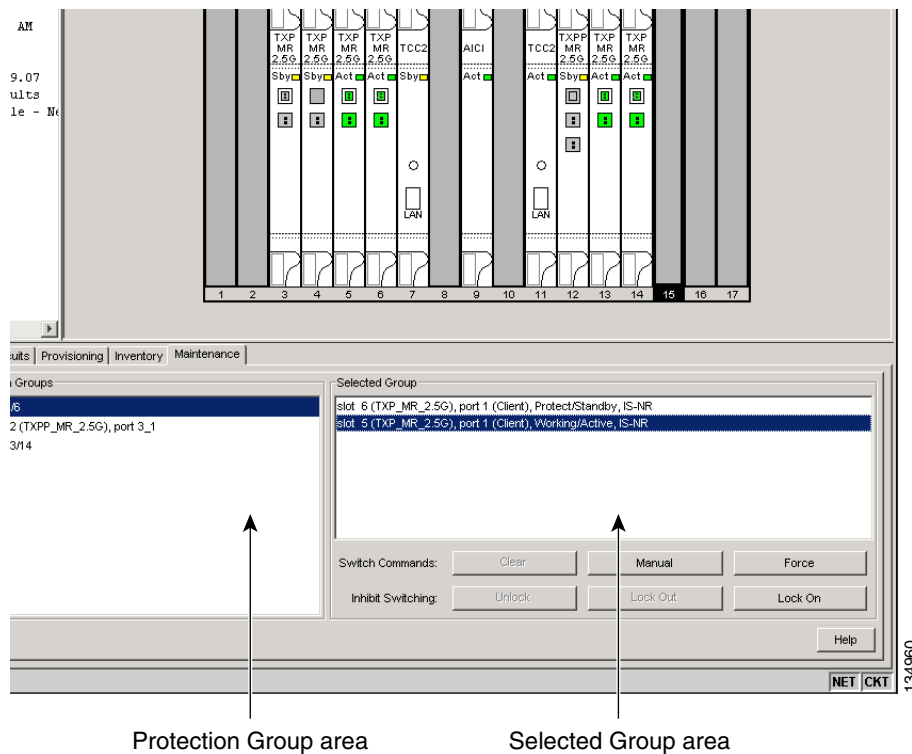 AM
TXP TXP TXP TXP TXPP TXP TXP
MR MR MR MR TCC2 AICI TCC2 MR MR MR
2.5G 2.5G 2.5G 2.5G 2.5G 2.5G 2.5G
9.07 Sby Sby Act Act Sby Act Act Sby Act Act
ults
le - Ne
LAN LAN
1 2 3 4 5 6 7 8 9 10 11 12 13 14 15 16 17
cuits Provisioning Inventory Maintenance
n Groups
Selected Group
/6
2 (TXPP_MR_2.5G), port 3_1
3/14
slot 6 (TXP_MR_2.5G), port 1 (Client), Protect/Standby, IS-NR
slot 5 (TXP_MR_2.5G), port 1 (Client), Working/Active, IS-NR
Switch Commands: Clear Manual Force
Inhibit Switching: Unlock Lock Out Lock On
Help
NET CKT
134960
Protection Group area
Selected Group area